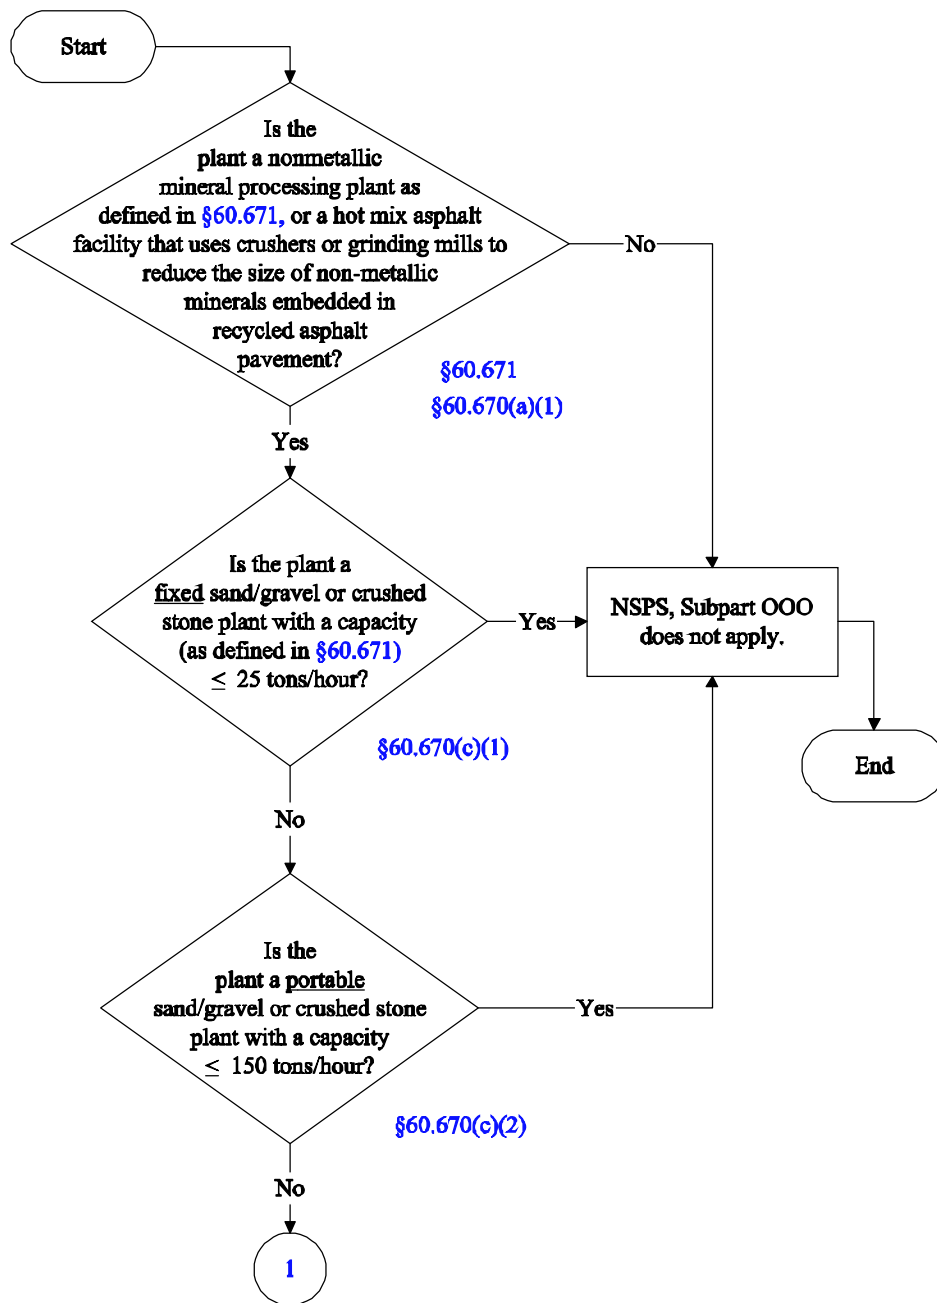 Start
Is the
plant a nonmetallic
mineral processing plant as
defined in §60.671, or a hot mix asphalt
facility that uses crushers or grinding mills to
reduce the size of non-metallic
minerals embedded in
recycled asphalt
pavement?
No
§60.671
§60.670(a)(1)
Yes
Is the plant a
fixed sand/gravel or crushed
stone plant with a capacity
(as defined in §60.671)
≤ 25 tons/hour?
Yes
NSPS, Subpart OOO
does not apply.
§60.670(c)(1)
End
No
Is the
plant a portable
sand/gravel or crushed stone
plant with a capacity
≤ 150 tons/hour?
Yes
§60.670(c)(2)
No
1